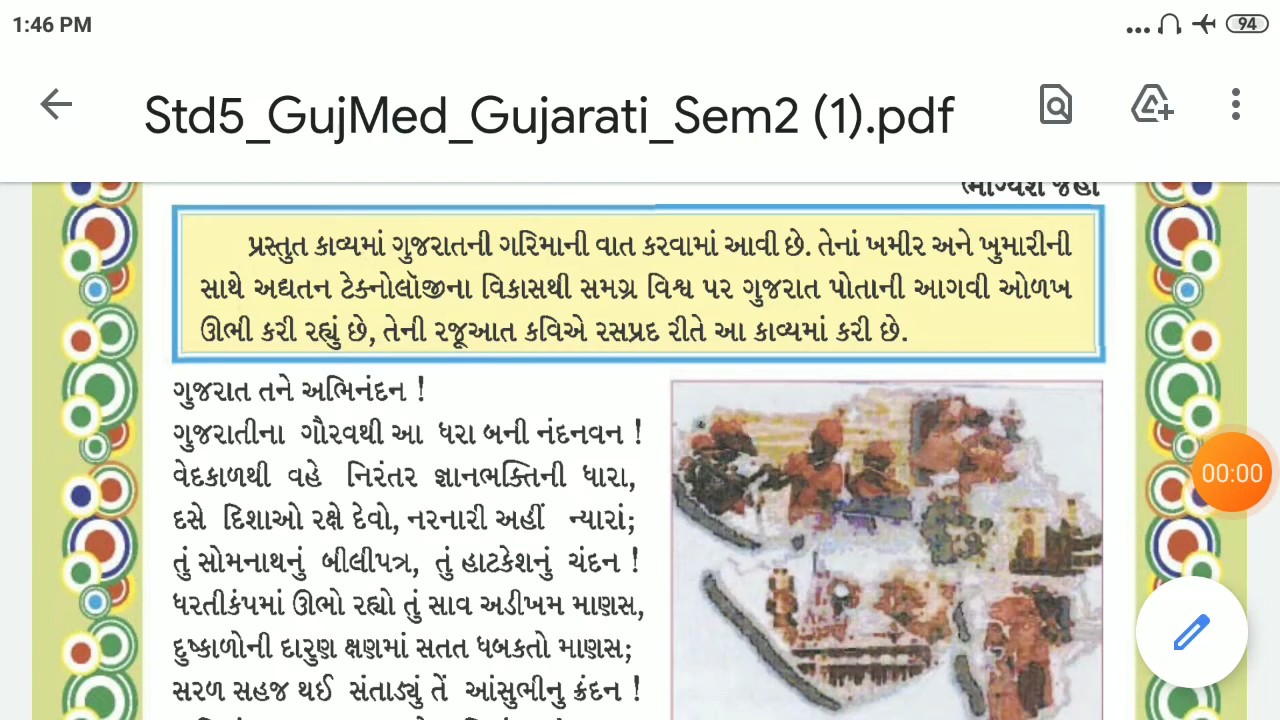 1:46 PM
94
Std5_GujMed_Gujarati_Sem2 (1).pdf
ભાગ્યેશ જહા
પ્રસ્તુત કાવ્યમાં ગુજરાતની ગરિમાની વાત કરવામાં આવી છે. તેનાં ખમીર અને ખુમારીની
સાથે અદ્યતન ટેક્નોલૉજીના વિકાસથી સમગ્ર વિશ્વ પર ગુજરાત પોતાની આગવી ઓળખ
ઊભી કરી રહ્યું છે, તેની રજૂઆત કવિએ રસપ્રદ રીતે આ કાવ્યમાં કરી છે.
ગુજરાત તને અભિનંદન !
ગુજરાતીના ગૌરવથી આ ધરા બની નંદનવન !
વેદકાળથી વહે નિરંતર જ્ઞાનભક્તિની ધારા,
દસે દિશાઓ રક્ષે દેવો, નરનારી અહીં ન્યારાં;
તું સોમનાથનું બીલીપત્ર, તું હાટકેશનું ચંદન !
ધરતીકંપમાં ઊભો રહ્યો તું સાવ અડીખમ માણસ,
દુષ્કાળોની દારુણ ક્ષણમાં સતત ધબકતો માણસ;
સરળ સહજ થઈ સંતાડ્યું તેં આંસુભીનુ ક્રંદન !
00:00